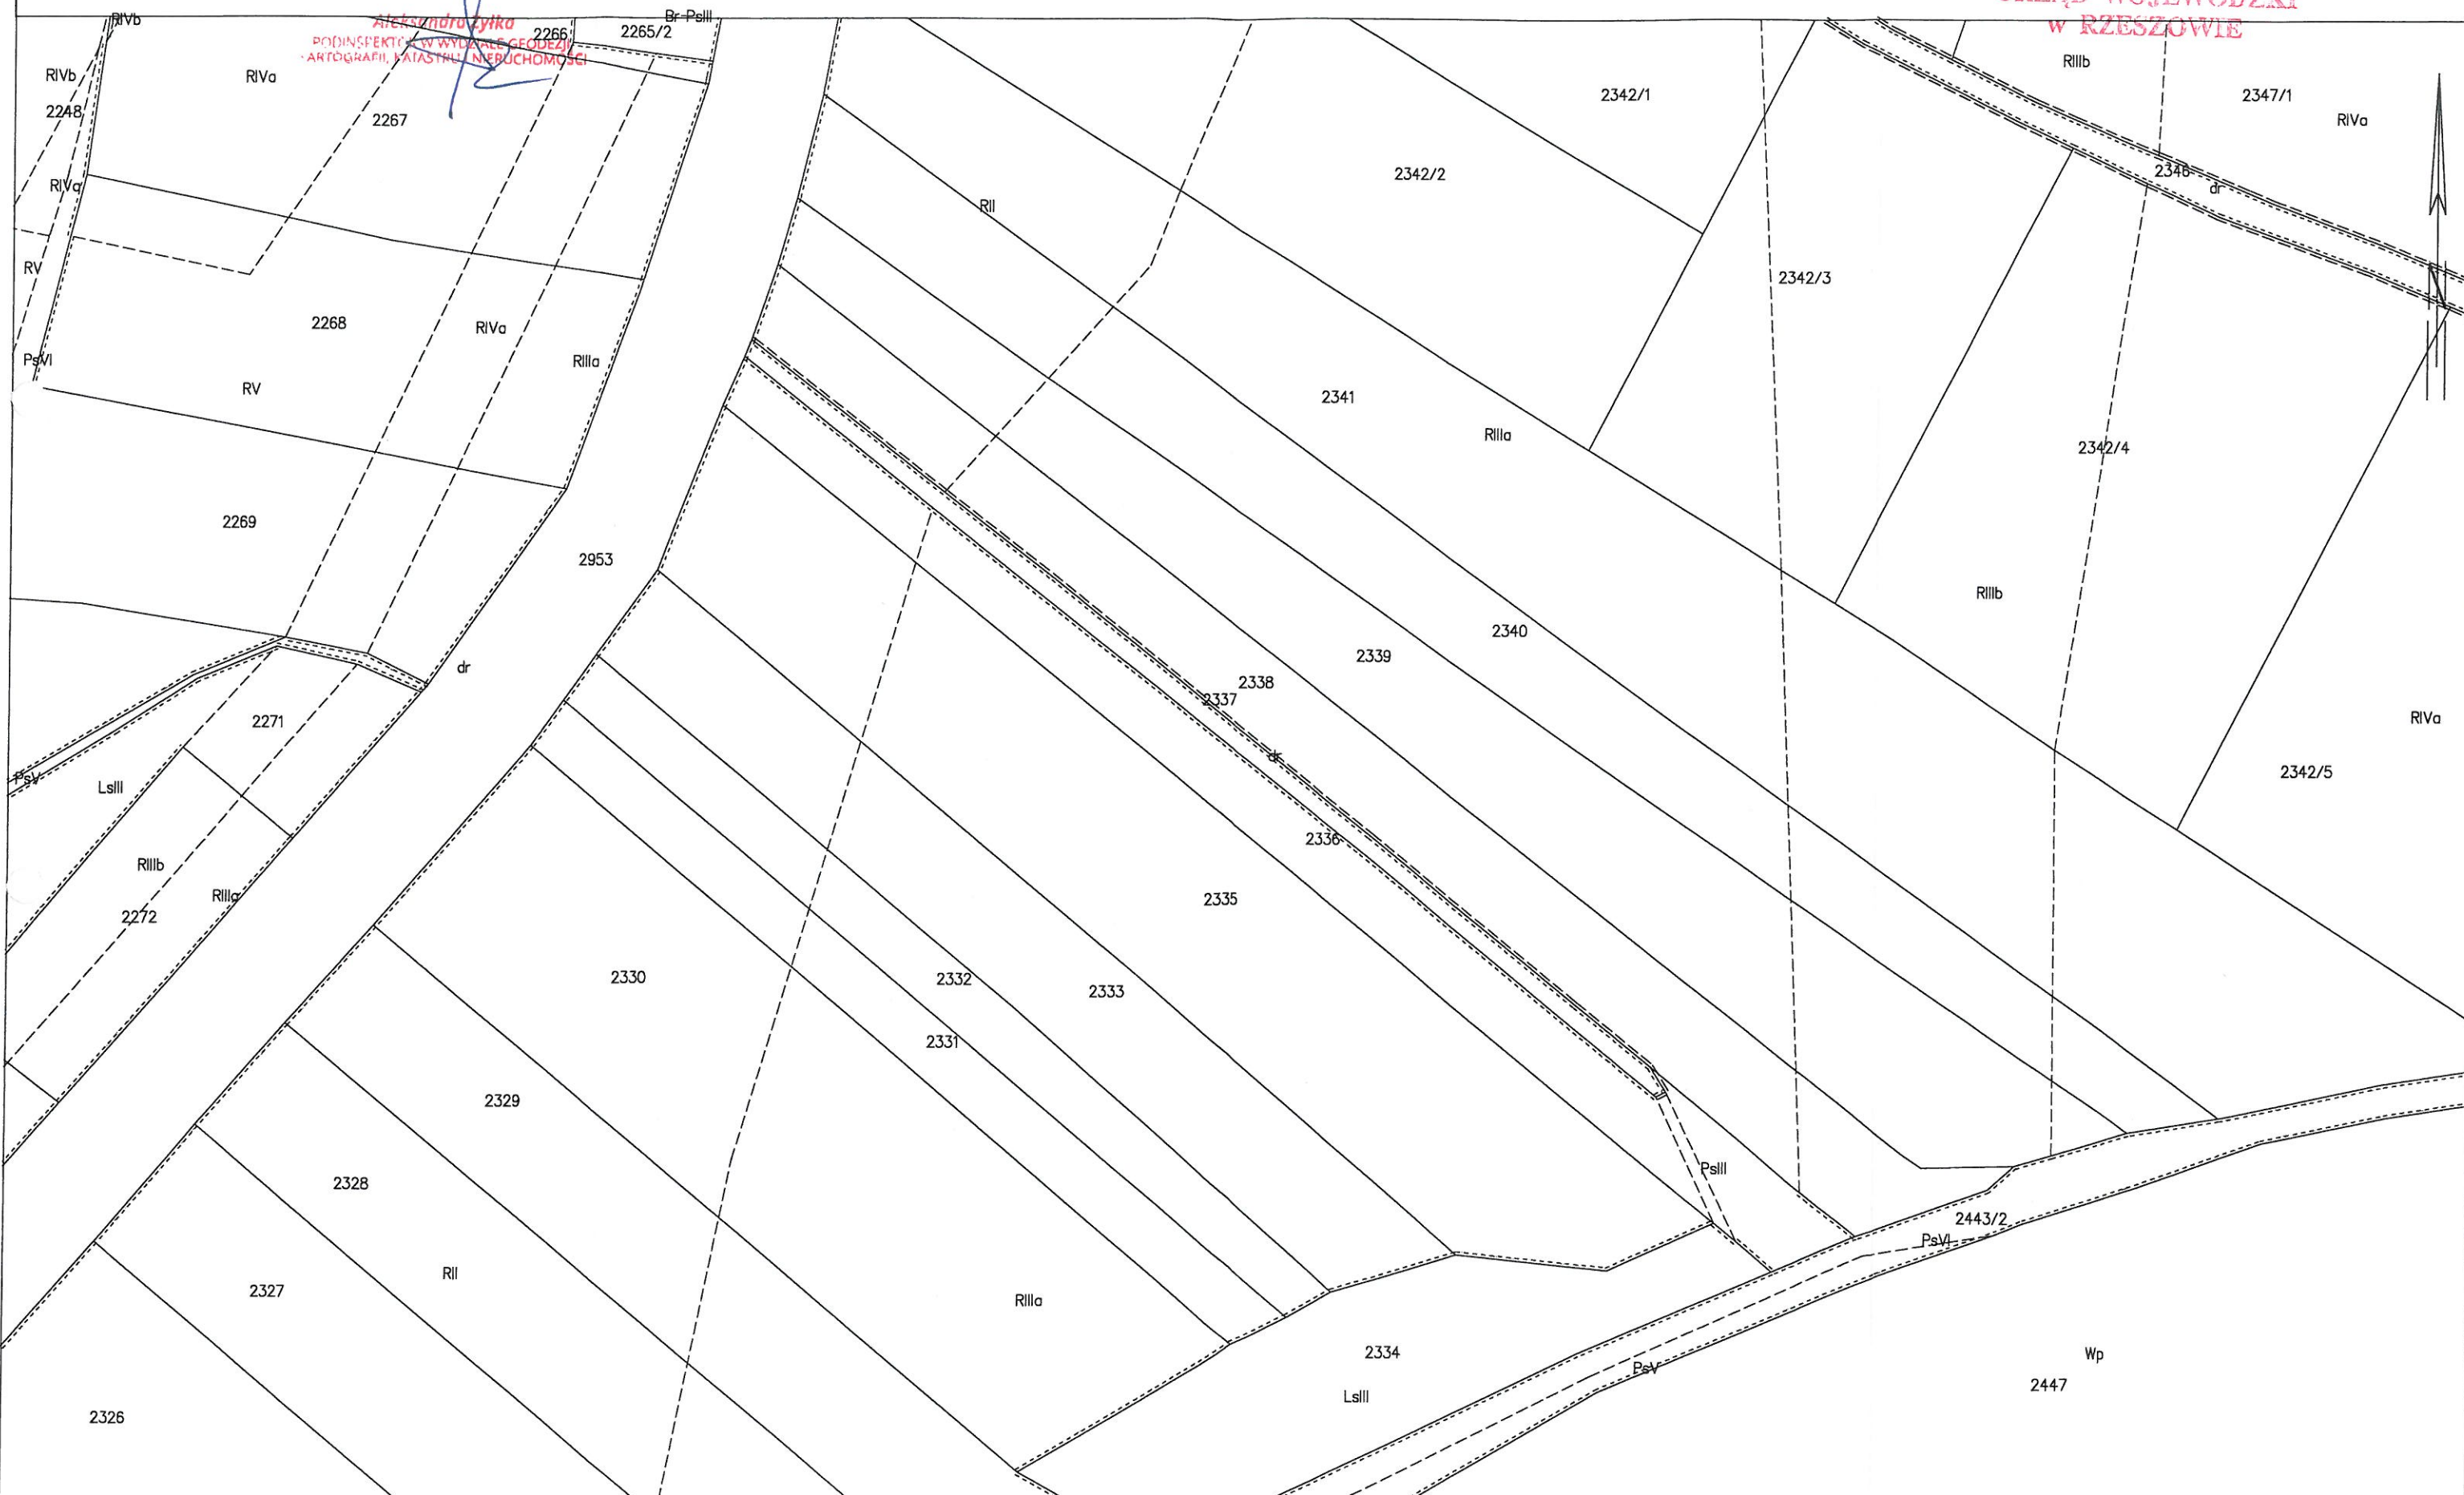 RIVb
Br-PsIII
URZĄD WOJEWÓDZKI
w RZESZOWIE
Aleksandra Żyłka
PODINSPEKTOR W WYDZIALE GEODEZJI
KARTOGRAFII, KATASTRU I NIERUCHOMOŚCI
2266
2265/2
RIVb
RIVa
RIIIb
2342/1
2347/1
RIVa
2248
2267
2342/2
2346
dr
RIVa
RII
N
RV
2342/3
2268
RIVa
PsVI
RIIIa
RV
2341
RIIIa
2342/4
2269
2953
RIIIb
2340
2339
dr
2338
2337
2271
RIVa
dr
2342/5
PsV
LsIII
2336
RIIIb
RIIIa
2335
2272
2330
2332
2333
2331
2329
PsIII
2328
2443/2
PsVI
RII
2327
RIIIa
2334
Wp
PsV
2447
LsIII
2326